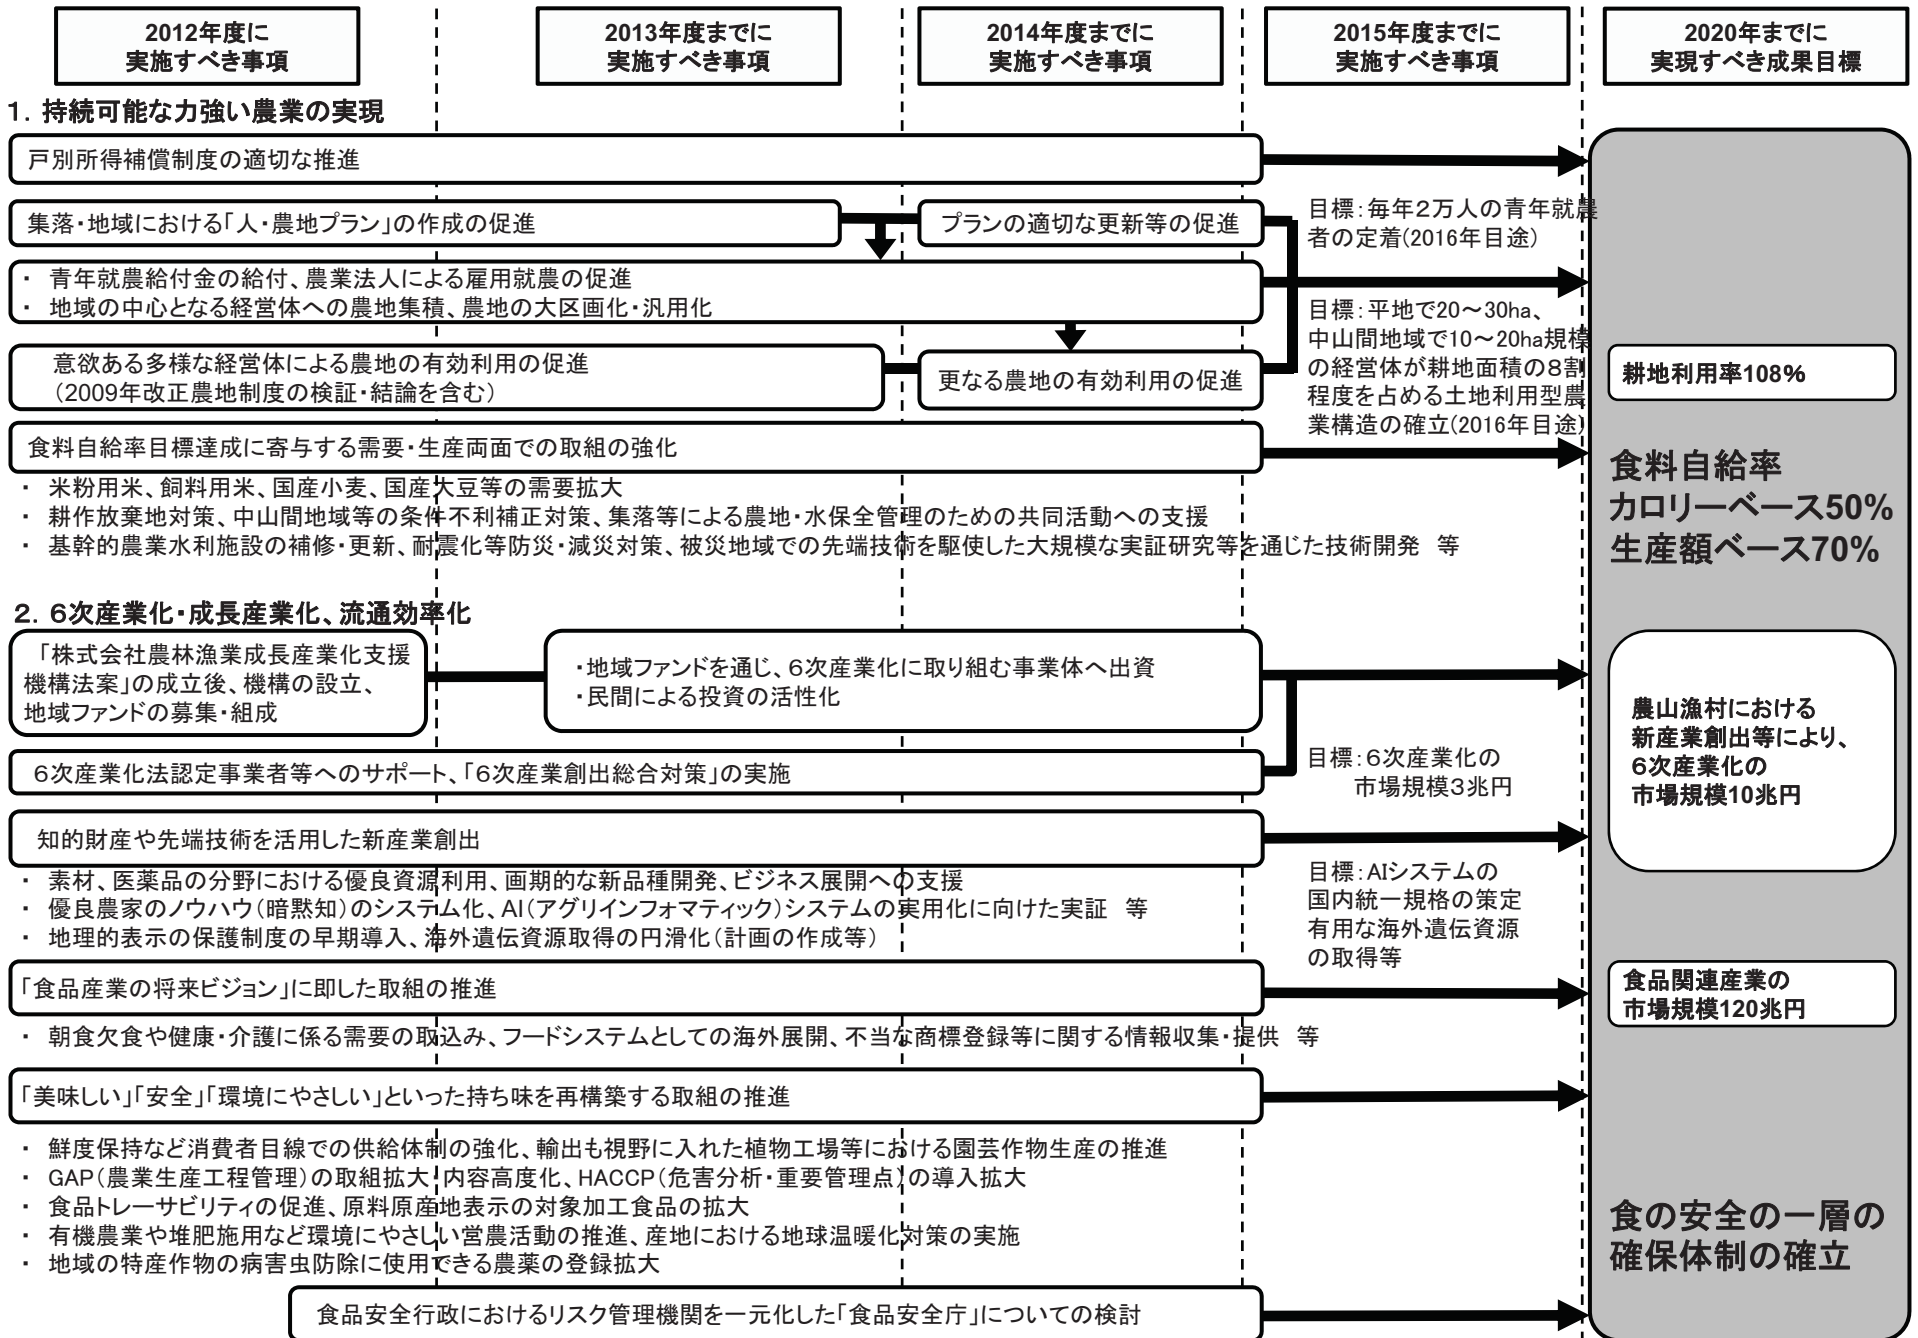 2012年度に
実施すべき事項
2013年度までに
実施すべき事項
2014年度までに
実施すべき事項
2015年度までに
実施すべき事項
2020年までに
実現すべき成果目標
１．持続可能な力強い農業の実現
戸別所得補償制度の適切な推進
集落・地域における「人・農地プラン」の作成の促進
プランの適切な更新等の促進
目標：毎年２万人の青年就農
者の定着(2016年目途)
・ 青年就農給付金の給付、農業法人による雇用就農の促進
・ 地域の中心となる経営体への農地集積、農地の大区画化・汎用化
目標：平地で20～30ha、
中山間地域で10～20ha規模
の経営体が耕地面積の８割
程度を占める土地利用型農
業構造の確立(2016年目途)
意欲ある多様な経営体による農地の有効利用の促進
（2009年改正農地制度の検証・結論を含む）
更なる農地の有効利用の促進
耕地利用率108％
食料自給率目標達成に寄与する需要・生産両面での取組の強化
・ 米粉用米、飼料用米、国産小麦、国産大豆等の需要拡大
・ 耕作放棄地対策、中山間地域等の条件不利補正対策、集落等による農地・水保全管理のための共同活動への支援
・ 基幹的農業水利施設の補修・更新、耐震化等防災・減災対策、被災地域での先端技術を駆使した大規模な実証研究等を通じた技術開発 等
食料自給率
カロリーベース50%
生産額ベース70%
２．６次産業化・成長産業化、流通効率化
「株式会社農林漁業成長産業化支援
機構法案」の成立後、機構の設立、
地域ファンドの募集・組成
・地域ファンドを通じ、６次産業化に取り組む事業体へ出資
・民間による投資の活性化
農山漁村における
新産業創出等により、
６次産業化の
市場規模10兆円
６次産業化法認定事業者等へのサポート、「６次産業創出総合対策」の実施
目標：６次産業化の
市場規模３兆円
知的財産や先端技術を活用した新産業創出
・ 素材、医薬品の分野における優良資源利用、画期的な新品種開発、ビジネス展開への支援
・ 優良農家のノウハウ（暗黙知）のシステム化、AI（アグリインフォマティック）システムの実用化に向けた実証 等
・ 地理的表示の保護制度の早期導入、海外遺伝資源取得の円滑化（計画の作成等）
目標：AIシステムの
国内統一規格の策定
有用な海外遺伝資源
の取得等
「食品産業の将来ビジョン」に即した取組の推進
食品関連産業の
市場規模120兆円
・ 朝食欠食や健康・介護に係る需要の取込み、フードシステムとしての海外展開、不当な商標登録等に関する情報収集・提供 等
「美味しい」「安全」「環境にやさしい」といった持ち味を再構築する取組の推進
・ 鮮度保持など消費者目線での供給体制の強化、輸出も視野に入れた植物工場等における園芸作物生産の推進
・ GAP（農業生産工程管理）の取組拡大・内容高度化、HACCP（危害分析・重要管理点）の導入拡大
・ 食品トレーサビリティの促進、原料原産地表示の対象加工食品の拡大
・ 有機農業や堆肥施用など環境にやさしい営農活動の推進、産地における地球温暖化対策の実施
・ 地域の特産作物の病害虫防除に使用できる農薬の登録拡大
食の安全の一層の
確保体制の確立
食品安全行政におけるリスク管理機関を一元化した「食品安全庁」についての検討